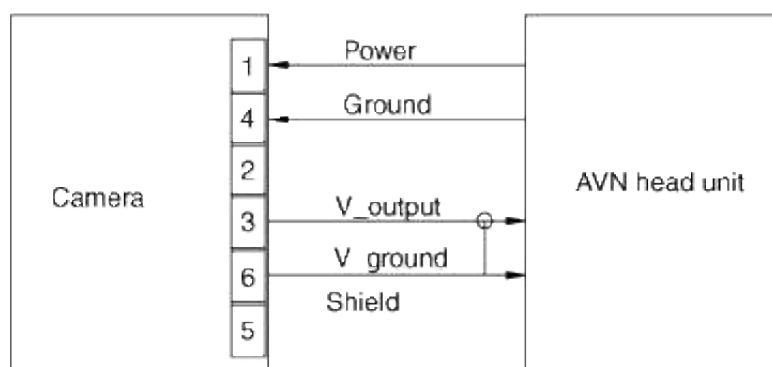 Power
1
Ground
4
2
Camera
AVN head unit
V_output
3
V_ground
6
Shield
5